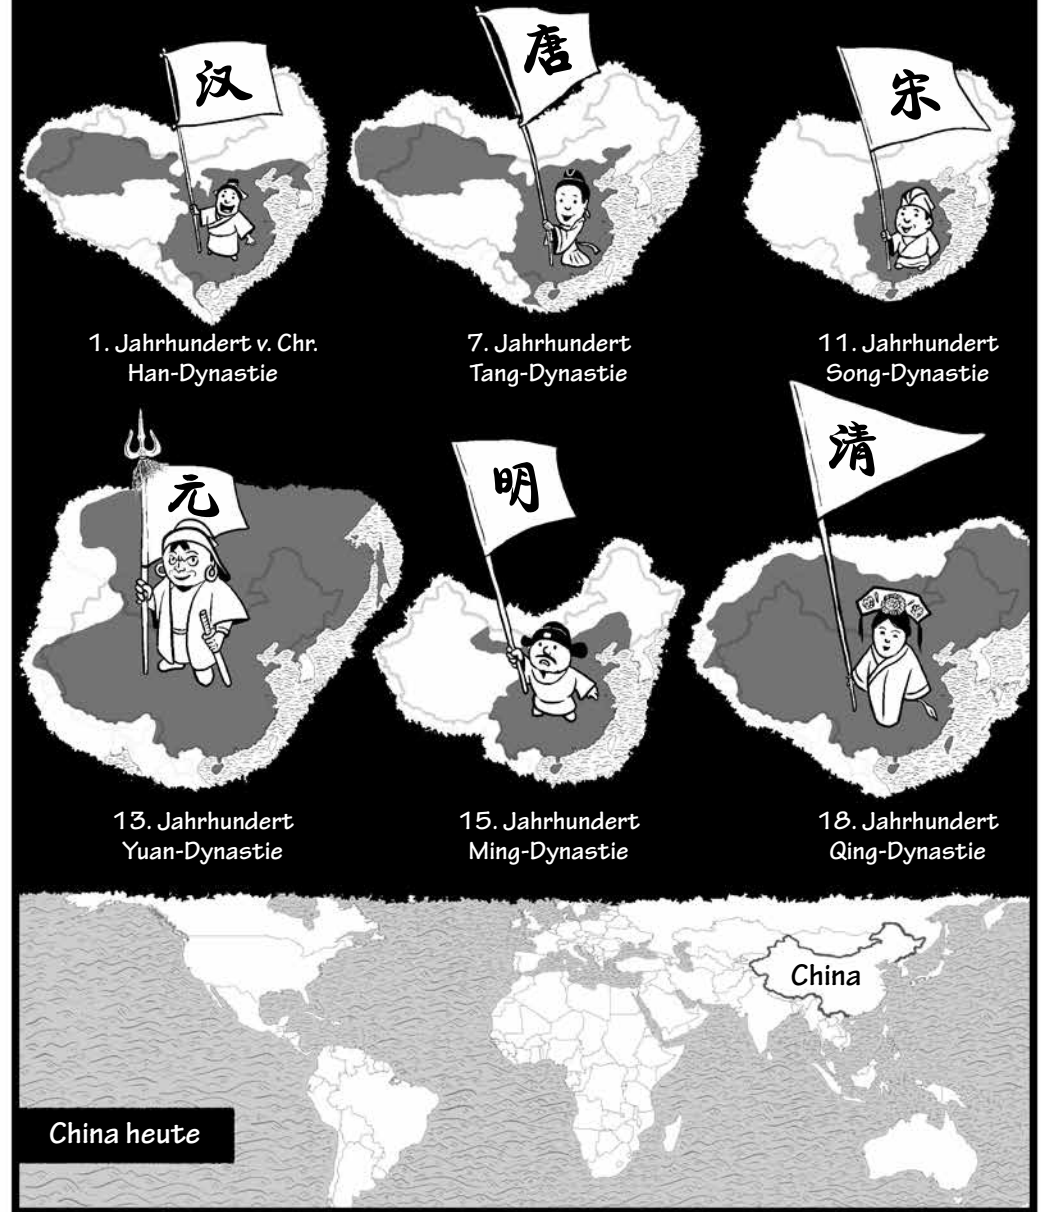 汉
唐
宋
1. Jahrhundert v. Chr.
Han-Dynastie
7. Jahrhundert
Tang-Dynastie
11. Jahrhundert
Song-Dynastie
元
明
清
13. Jahrhundert
Yuan-Dynastie
15. Jahrhundert
Ming-Dynastie
18. Jahrhundert
Qing-Dynastie
China
China heute